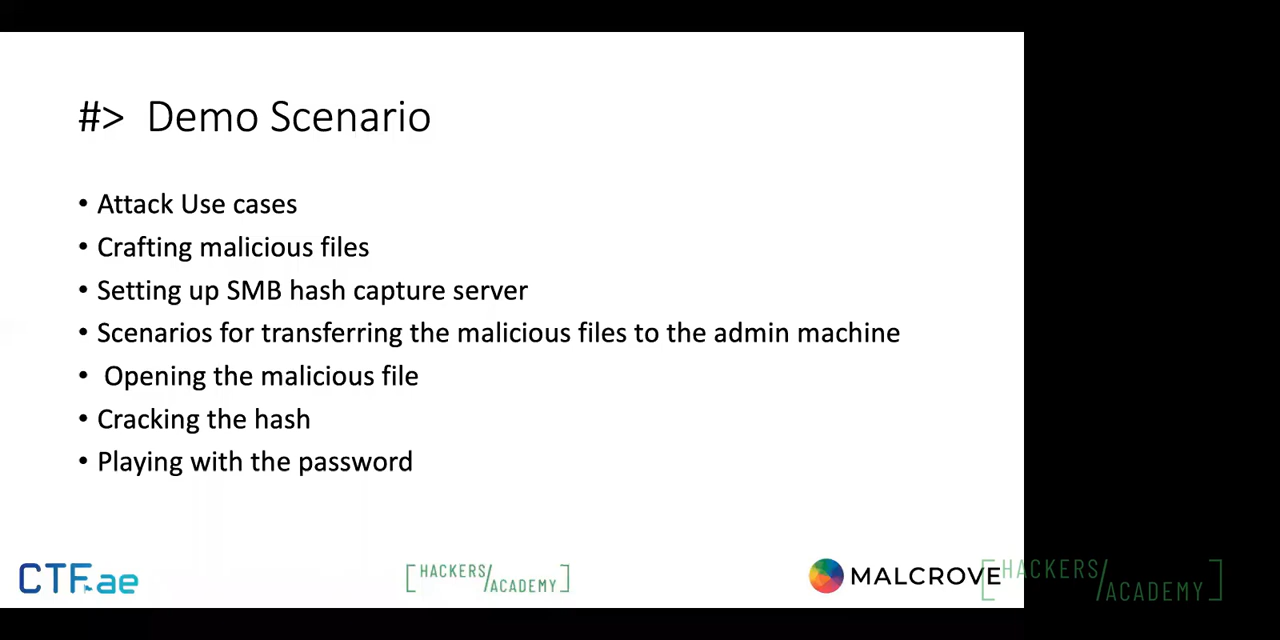 #> Demo Scenario
• Attack Use cases
• Crafting malicious files
• Setting up SMB hash capture server
• Scenarios for transferring the malicious files to the admin machine
• Opening the malicious file
• Cracking the hash
• Playing with the password
CTF.ae
[HACKERS/ACADEMY]
MALCROVE
[HACKERS/ACADEMY]